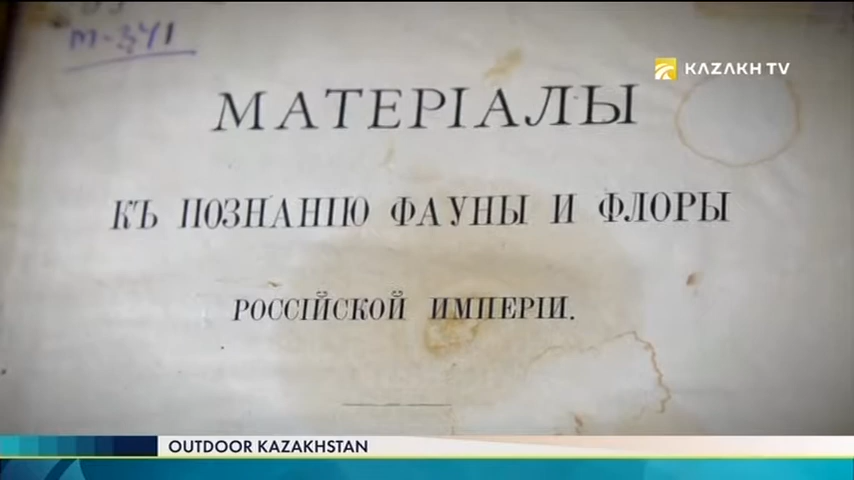 м-341
KAZAKH TV
МАТЕРІАЛЫ
КЪ ПОЗНАНІЮ ФАУНЫ И ФЛОРЫ
РОССІЙСКОЙ ИМПЕРІИ.
OUTDOOR KAZAKHSTAN